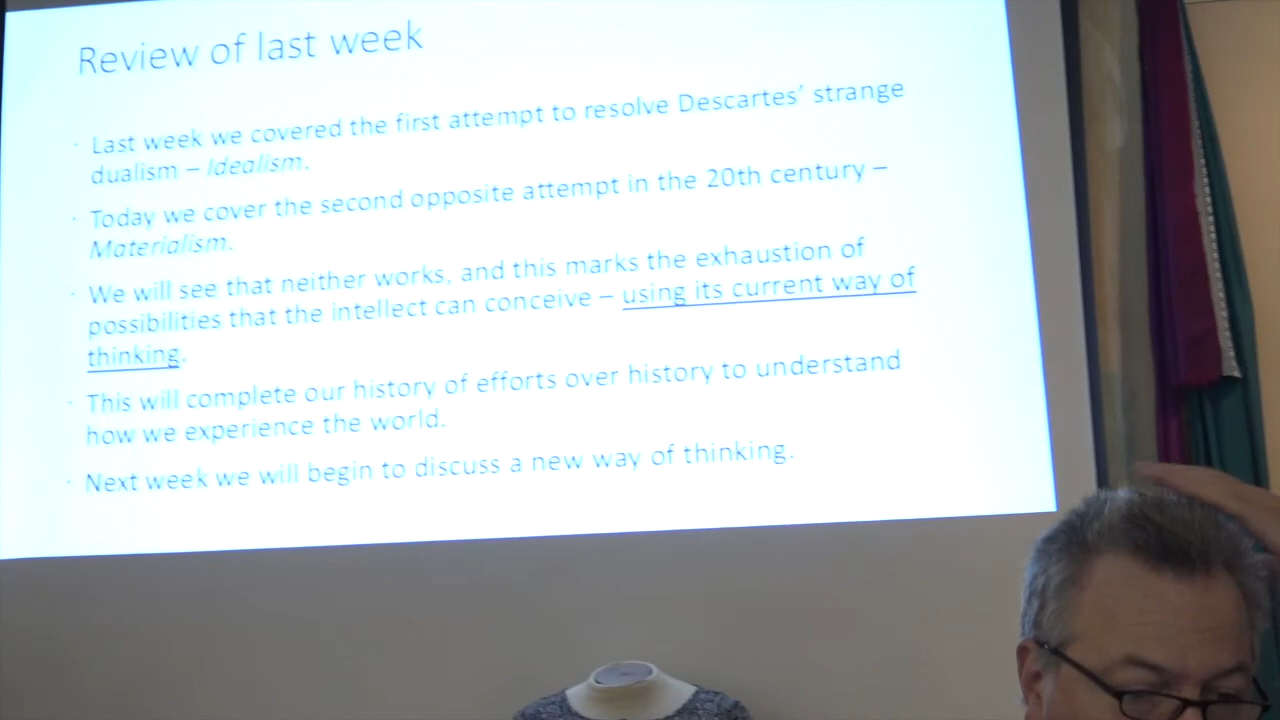 Review of last week
· Last week we covered the first attempt to resolve Descartes’ strange
dualism – Idealism.
· Today we cover the second opposite attempt in the 20th century –
Materialism.
· We will see that neither works, and this marks the exhaustion of
possibilities that the intellect can conceive – using its current way of
thinking.
· This will complete our history of efforts over history to understand
how we experience the world.
· Next week we will begin to discuss a new way of thinking.